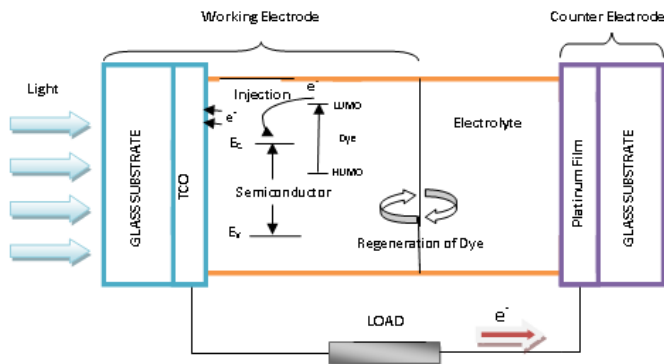 Working Electrode
Counter Electrode
Light
GLASS SUBSTRATE
TCO
Injection
e-
LUMO
e-
Dye
Ec
HUMO
Semiconductor
Ev
Electrolyte
Regeneration of Dye
Platinum Film
GLASS SUBSTRATE
LOAD
e-